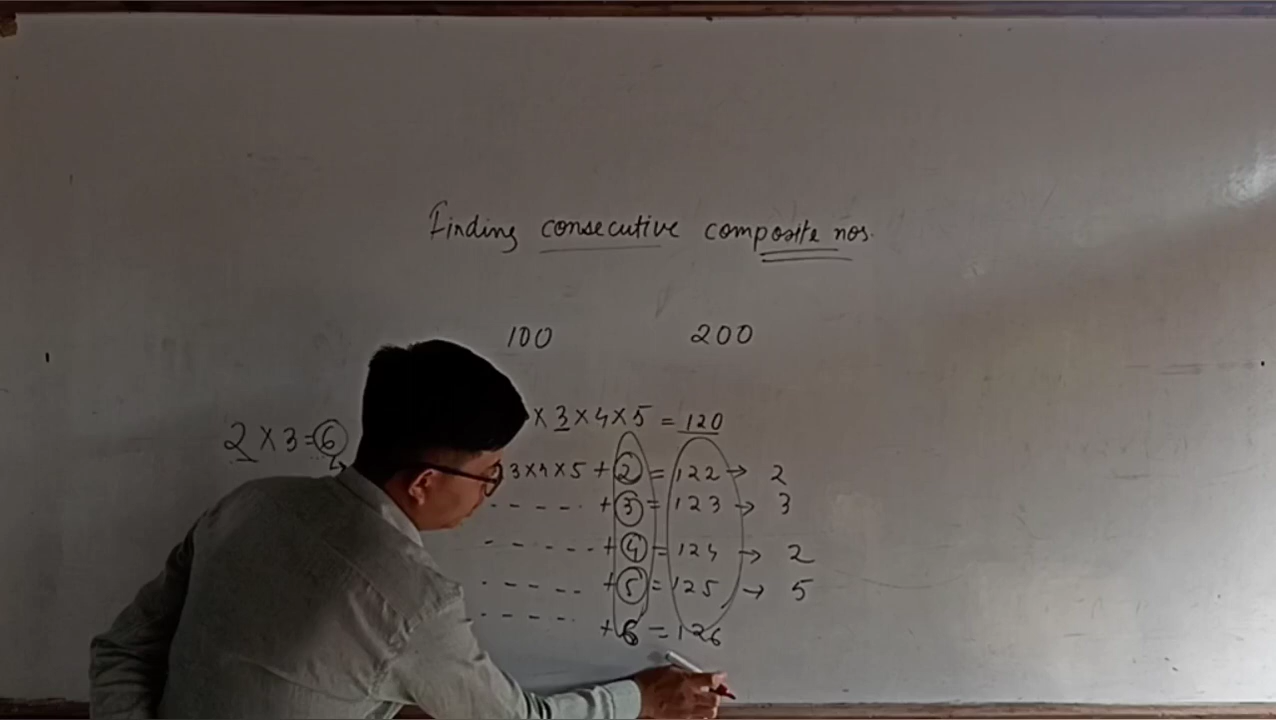 Finding consecutive composite nos.
100 200
× 3 × 4 × 5 = 120
2 × 3 = 6
3 × 4 × 5 + 2 = 122 → 2
- - - - - + 3 = 123 → 3
- - - - - + 4 = 124 → 2
- - - - - + 5 = 125 → 5
- - - - - + 6 = 126